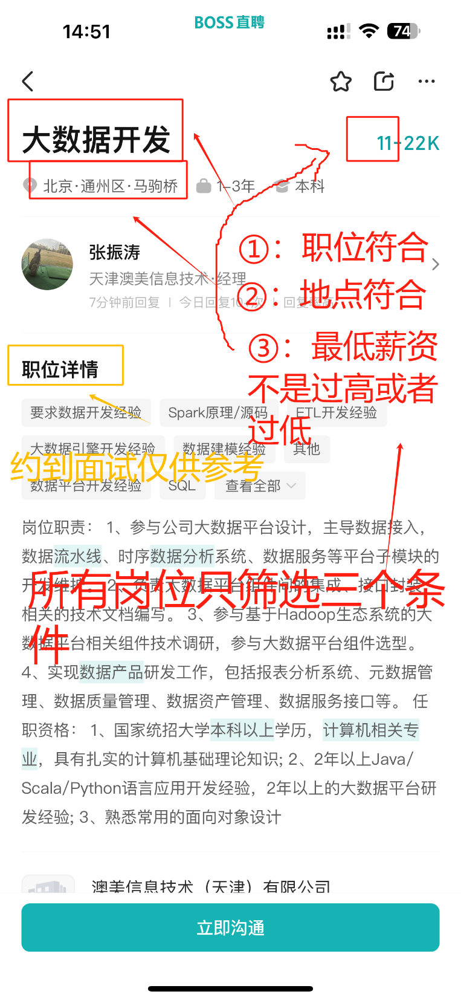 14:51
BOSS直聘
74
大数据开发
11-22K
北京·通州区·马驹桥
1-3年
本科
张振涛
天津澳美信息技术·经理
①：职位符合
7分钟前回复 | 今日回复10+次 | 回复率高
②：地点符合
③：最低薪资
不是过高或者
过低
职位详情
要求数据开发经验
Spark原理/源码
ETL开发经验
大数据引擎开发经验
数据建模经验
其他
约到面试仅供参考
数据平台开发经验
SQL
查看全部
岗位职责： 1、参与公司大数据平台设计，主导数据接入，
数据流水线、时序数据分析系统、数据服务等平台子模块的
开发维护。 2、负责大数据平台组件间的集成、接口封装
所有岗位只筛选三个条
件
相关的技术文档编写。 3、参与基于Hadoop生态系统的大
数据平台相关组件技术调研，参与大数据平台组件选型。
4、实现数据产品研发工作，包括报表分析系统、元数据管
理、数据质量管理、数据资产管理、数据服务接口等。 任
职资格： 1、国家统招大学本科以上学历，计算机相关专
业，具有扎实的计算机基础理论知识; 2、2年以上Java/
Scala/Python语言应用开发经验，2年以上的大数据平台研
发经验; 3、熟悉常用的面向对象设计
澳美信息技术（天津）有限公司
立即沟通